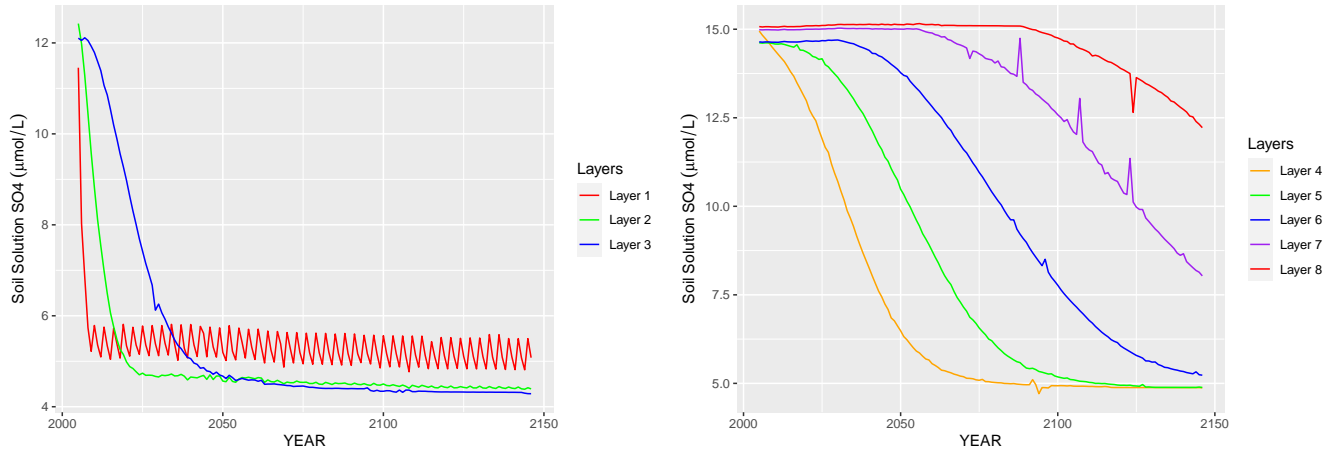 Soil Solution SO4 (μmol/L)
12
10
8
6
4
2000
2050
2100
2150
YEAR
Layers
Layer 1
Layer 2
Layer 3
Soil Solution SO4 (μmol/L)
15.0
12.5
10.0
7.5
5.0
2000
2050
2100
2150
YEAR
Layers
Layer 4
Layer 5
Layer 6
Layer 7
Layer 8